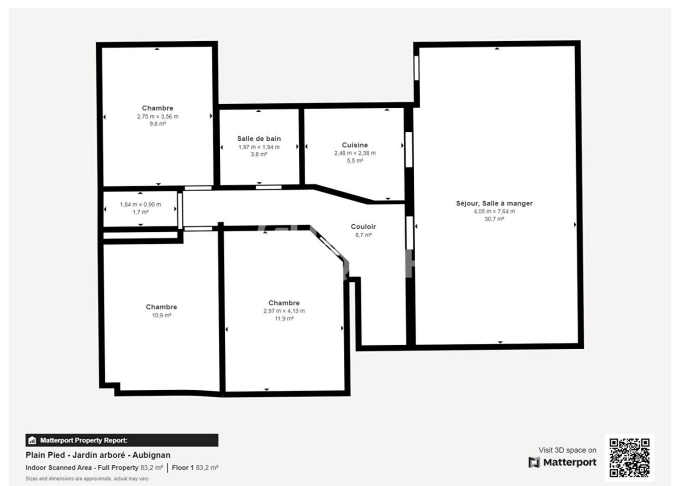 Chambre
2,75 m × 3,56 m
9,8 m²
Salle de bain
1,97 m × 1,94 m
3,8 m²
Cuisine
2,46 m × 2,38 m
5,5 m²
1,84 m × 0,90 m
1,7 m²
Séjour, Salle à manger
4,05 m × 7,64 m
30,7 m²
Couloir
8,7 m²
Chambre
10,9 m²
Chambre
2,97 m × 4,13 m
11,9 m²
Matterport Property Report:
Plain Pied - Jardin arboré - Aubignan
Indoor Scanned Area - Full Property 83,2 m² | Floor 1 83,2 m²
Sizes and dimensions are approximate, actual may vary.
Visit 3D space on
Matterport